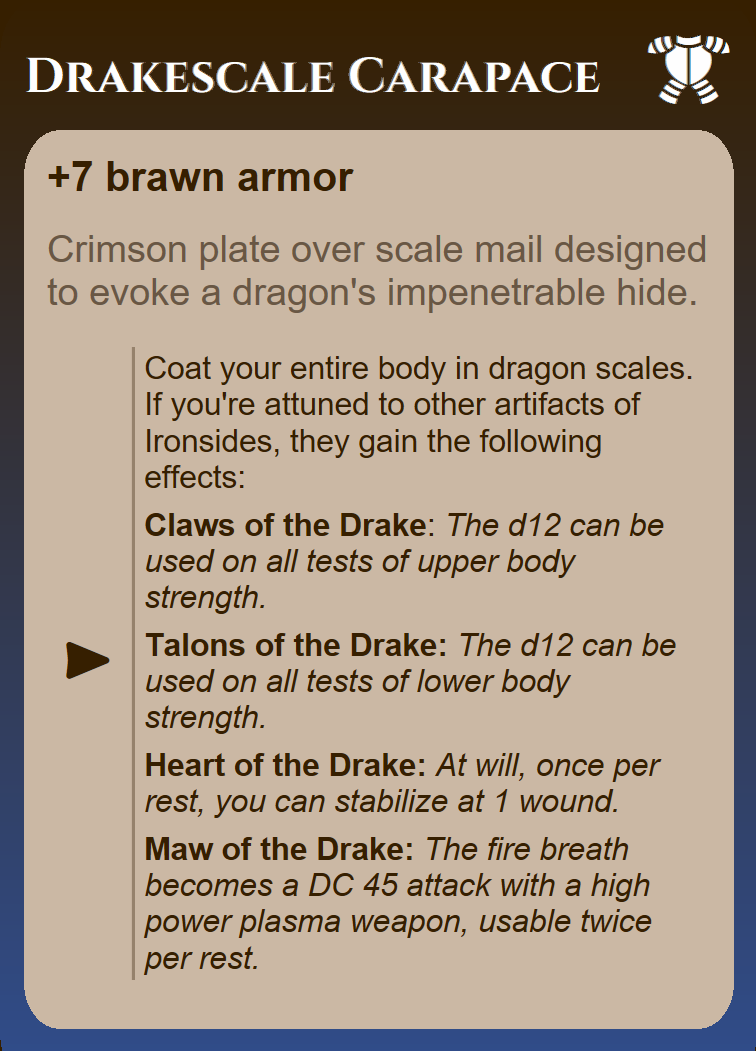 Drakescale Carapace
+7 brawn armor
Crimson plate over scale mail designed
to evoke a dragon's impenetrable hide.
Coat your entire body in dragon scales.
If you're attuned to other artifacts of
Ironsides, they gain the following
effects:
Claws of the Drake: The d12 can be
used on all tests of upper body
strength.
Talons of the Drake: The d12 can be
used on all tests of lower body
strength.
Heart of the Drake: At will, once per
rest, you can stabilize at 1 wound.
Maw of the Drake: The fire breath
becomes a DC 45 attack with a high
power plasma weapon, usable twice
per rest.